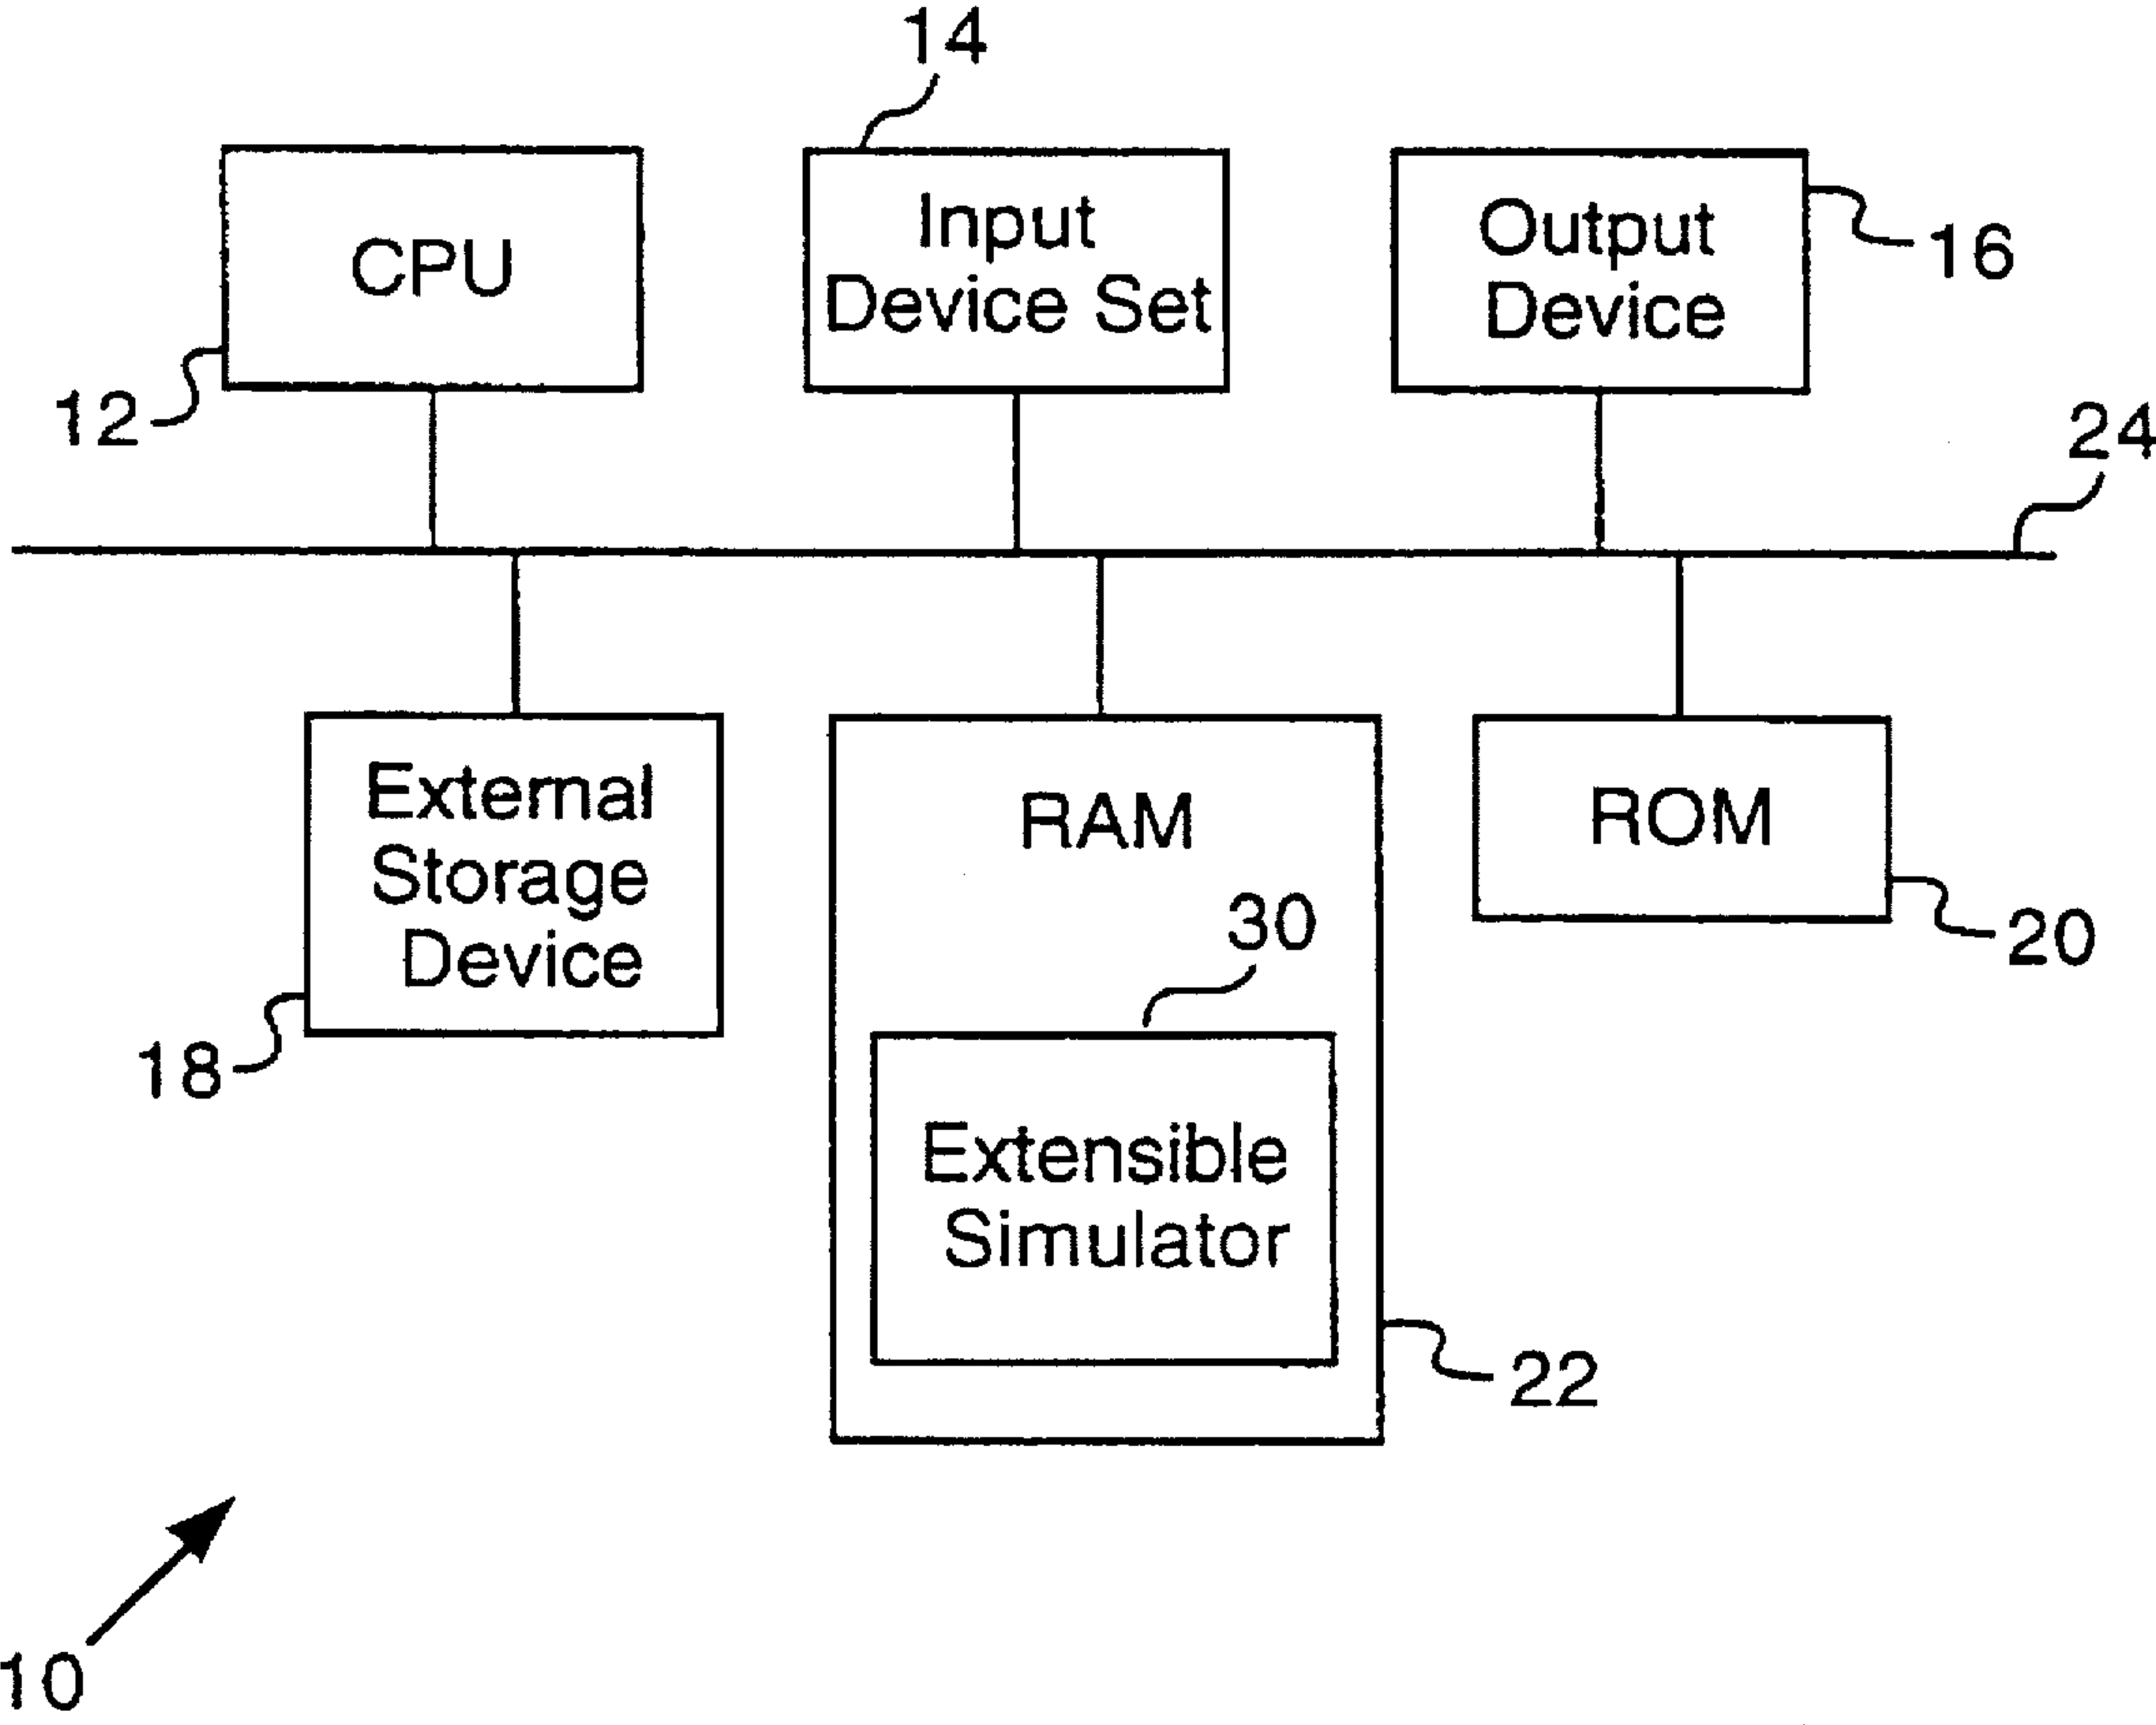 14
CPU
Input
Device Set
Output
Device
16
12
24
External
Storage
Device
RAM
ROM
30
20
18
Extensible
Simulator
22
10